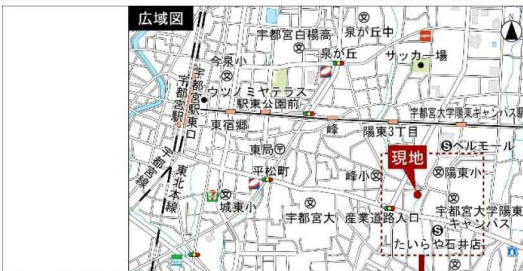 広域図
宇都宮白楊高
泉が丘中
泉が丘
今泉小
サッカー場
ウツノミヤテラス
宇都宮駅東口
宇都宮駅
駅東公園前
東宿郷
峰
陽東3丁目
宇都宮大学陽東キャンパス駅
東局
ベルモール
現地
平松町
峰小
陽東小
宇都宮線
東北本線
城東小
宇都宮大
産業道路入口
宇都宮大学陽東
キャンパス
たいらや石井店